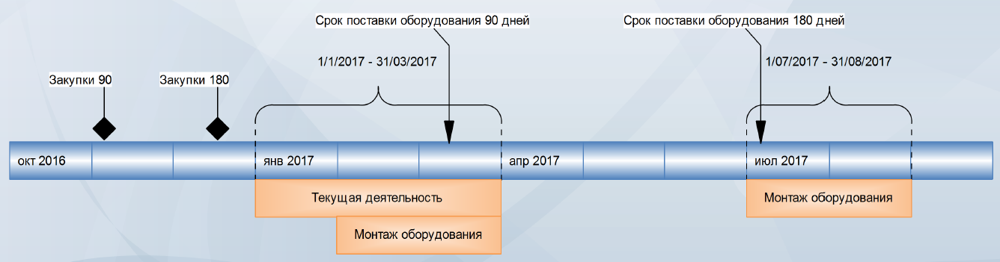 Срок поставки оборудования 90 дней
Срок поставки оборудования 180 дней
1/1/2017 - 31/03/2017
1/07/2017 - 31/08/2017
Закупки 90
Закупки 180
окт 2016
янв 2017
апр 2017
июл 2017
Текущая деятельность
Монтаж оборудования
Монтаж оборудования